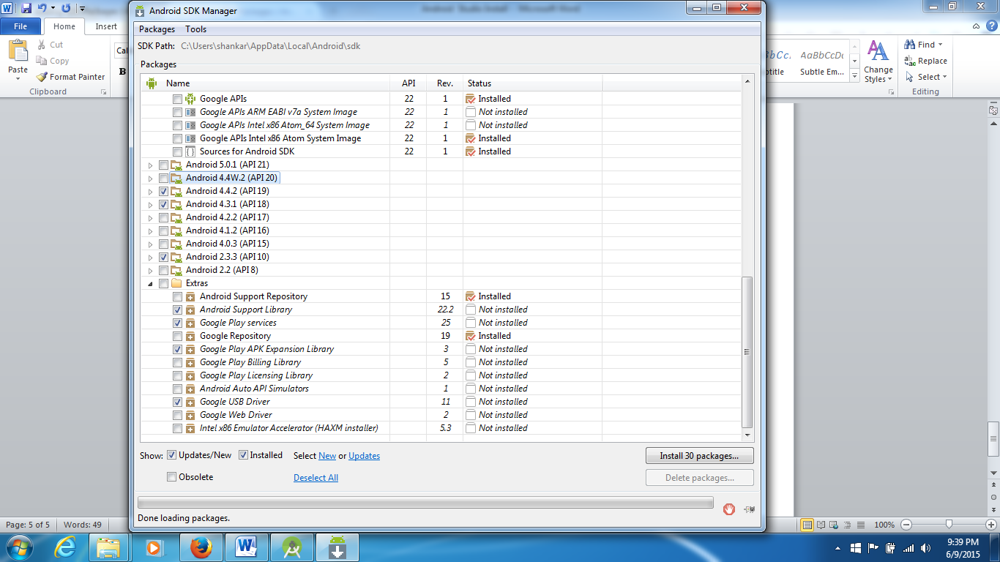 Android Studio Install - Microsoft Word
Android SDK Manager
File Home Insert
Packages Tools
Cut
Copy
Paste
Format Painter
Clipboard
Cal
B
SDK Path: C:\Users\shankar\AppData\Local\Android\sdk
Packages
Name API Rev. Status
Google APIs 22 1 Installed
Google APIs ARM EABI v7a System Image 22 1 Not installed
Google APIs Intel x86 Atom_64 System Image 22 1 Not installed
Google APIs Intel x86 Atom System Image 22 1 Installed
Sources for Android SDK 22 1 Installed
Android 5.0.1 (API 21)
Android 4.4W.2 (API 20)
Android 4.4.2 (API 19)
Android 4.3.1 (API 18)
Android 4.2.2 (API 17)
Android 4.1.2 (API 16)
Android 4.0.3 (API 15)
Android 2.3.3 (API 10)
Android 2.2 (API 8)
Extras
Android Support Repository 15 Installed
Android Support Library 22.2 Not installed
Google Play services 25 Not installed
Google Repository 19 Installed
Google Play APK Expansion Library 3 Not installed
Google Play Billing Library 5 Not installed
Google Play Licensing Library 2 Not installed
Android Auto API Simulators 1 Not installed
Google USB Driver 11 Not installed
Google Web Driver 2 Not installed
Intel x86 Emulator Accelerator (HAXM installer) 5.3 Not installed
Show: Updates/New Installed Select New or Updates Install 30 packages...
Obsolete Deselect All Delete packages...
Done loading packages.
AaBbCcDc
title Subtle Em...
Change Styles
Find
Replace
Select
Editing
Page: 5 of 5 Words: 49
100%
9:39 PM
6/9/2015